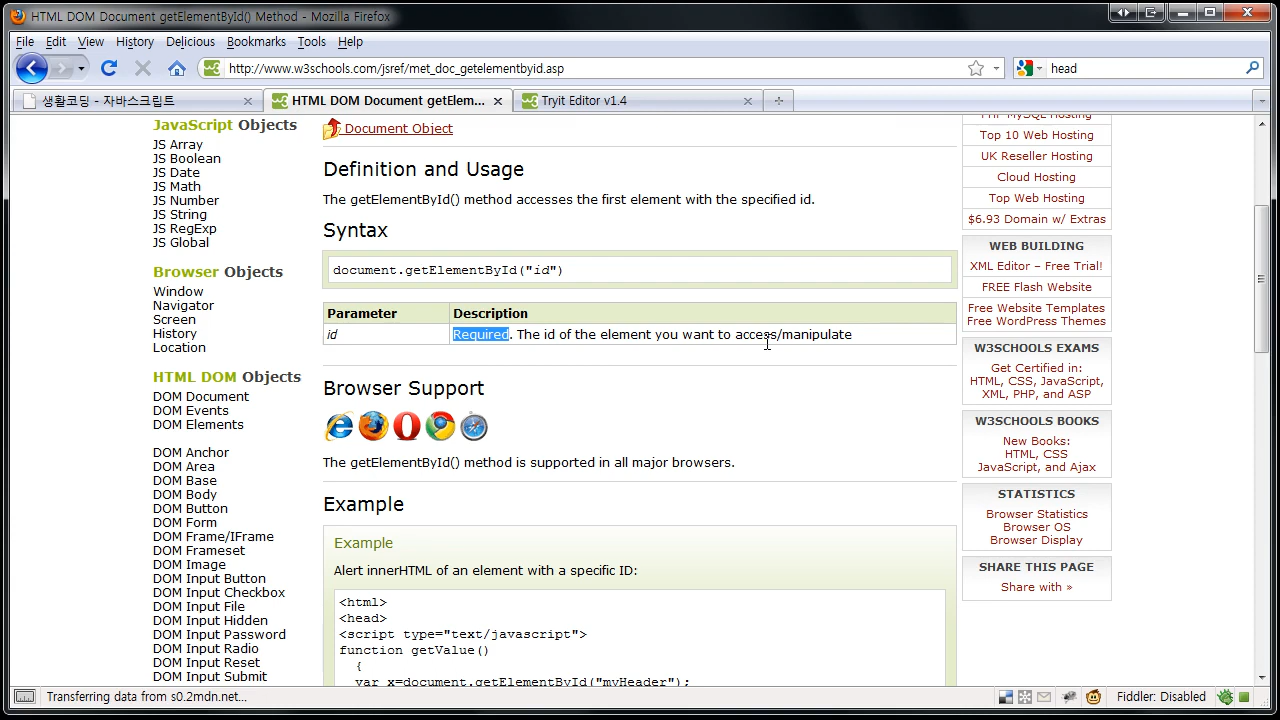 HTML DOM Document getElementById() Method - Mozilla Firefox
File Edit View History Delicious Bookmarks Tools Help
http://www.w3schools.com/jsref/met_doc_getelementbyid.asp
head
생활코딩 - 자바스크립트
HTML DOM Document getElem...
Tryit Editor v1.4
JavaScript Objects
JS Array
JS Boolean
JS Date
JS Math
JS Number
JS String
JS RegExp
JS Global
Browser Objects
Window
Navigator
Screen
History
Location
HTML DOM Objects
DOM Document
DOM Events
DOM Elements
DOM Anchor
DOM Area
DOM Base
DOM Body
DOM Button
DOM Form
DOM Frame/IFrame
DOM Frameset
DOM Image
DOM Input Button
DOM Input Checkbox
DOM Input File
DOM Input Hidden
DOM Input Password
DOM Input Radio
DOM Input Reset
DOM Input Submit
Document Object
Definition and Usage
The getElementById() method accesses the first element with the specified id.
Syntax
document.getElementById("id")
Parameter Description
id Required. The id of the element you want to access/manipulate
Browser Support
The getElementById() method is supported in all major browsers.
Example
Example
Alert innerHTML of an element with a specific ID:
<html>
<head>
<script type="text/javascript">
function getValue()
{
var x=document.getElementById("myHeader");
PHP MySQL Hosting
Top 10 Web Hosting
UK Reseller Hosting
Cloud Hosting
Top Web Hosting
$6.93 Domain w/ Extras
WEB BUILDING
XML Editor – Free Trial!
FREE Flash Website
Free Website Templates
Free WordPress Themes
W3SCHOOLS EXAMS
Get Certified in:
HTML, CSS, JavaScript,
XML, PHP, and ASP
W3SCHOOLS BOOKS
New Books:
HTML, CSS
JavaScript, and Ajax
STATISTICS
Browser Statistics
Browser OS
Browser Display
SHARE THIS PAGE
Share with »
Transferring data from s0.2mdn.net...
Fiddler: Disabled